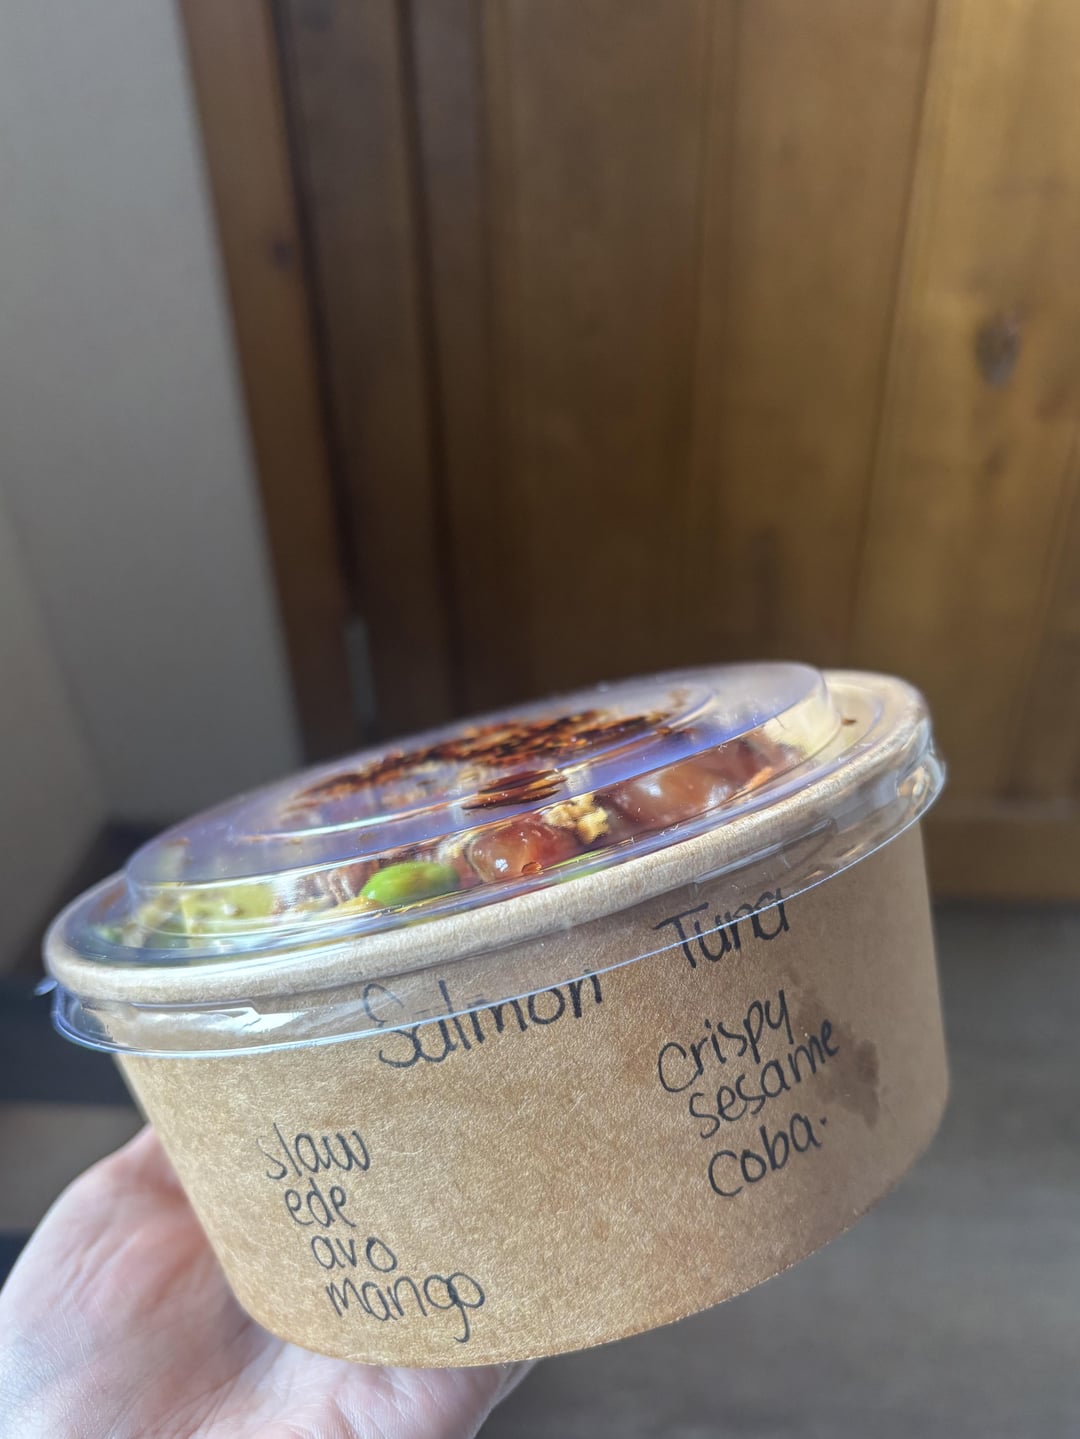 Salmon Tuna
slaw
ede
avo
mango
Crispy
sesame
Coba.